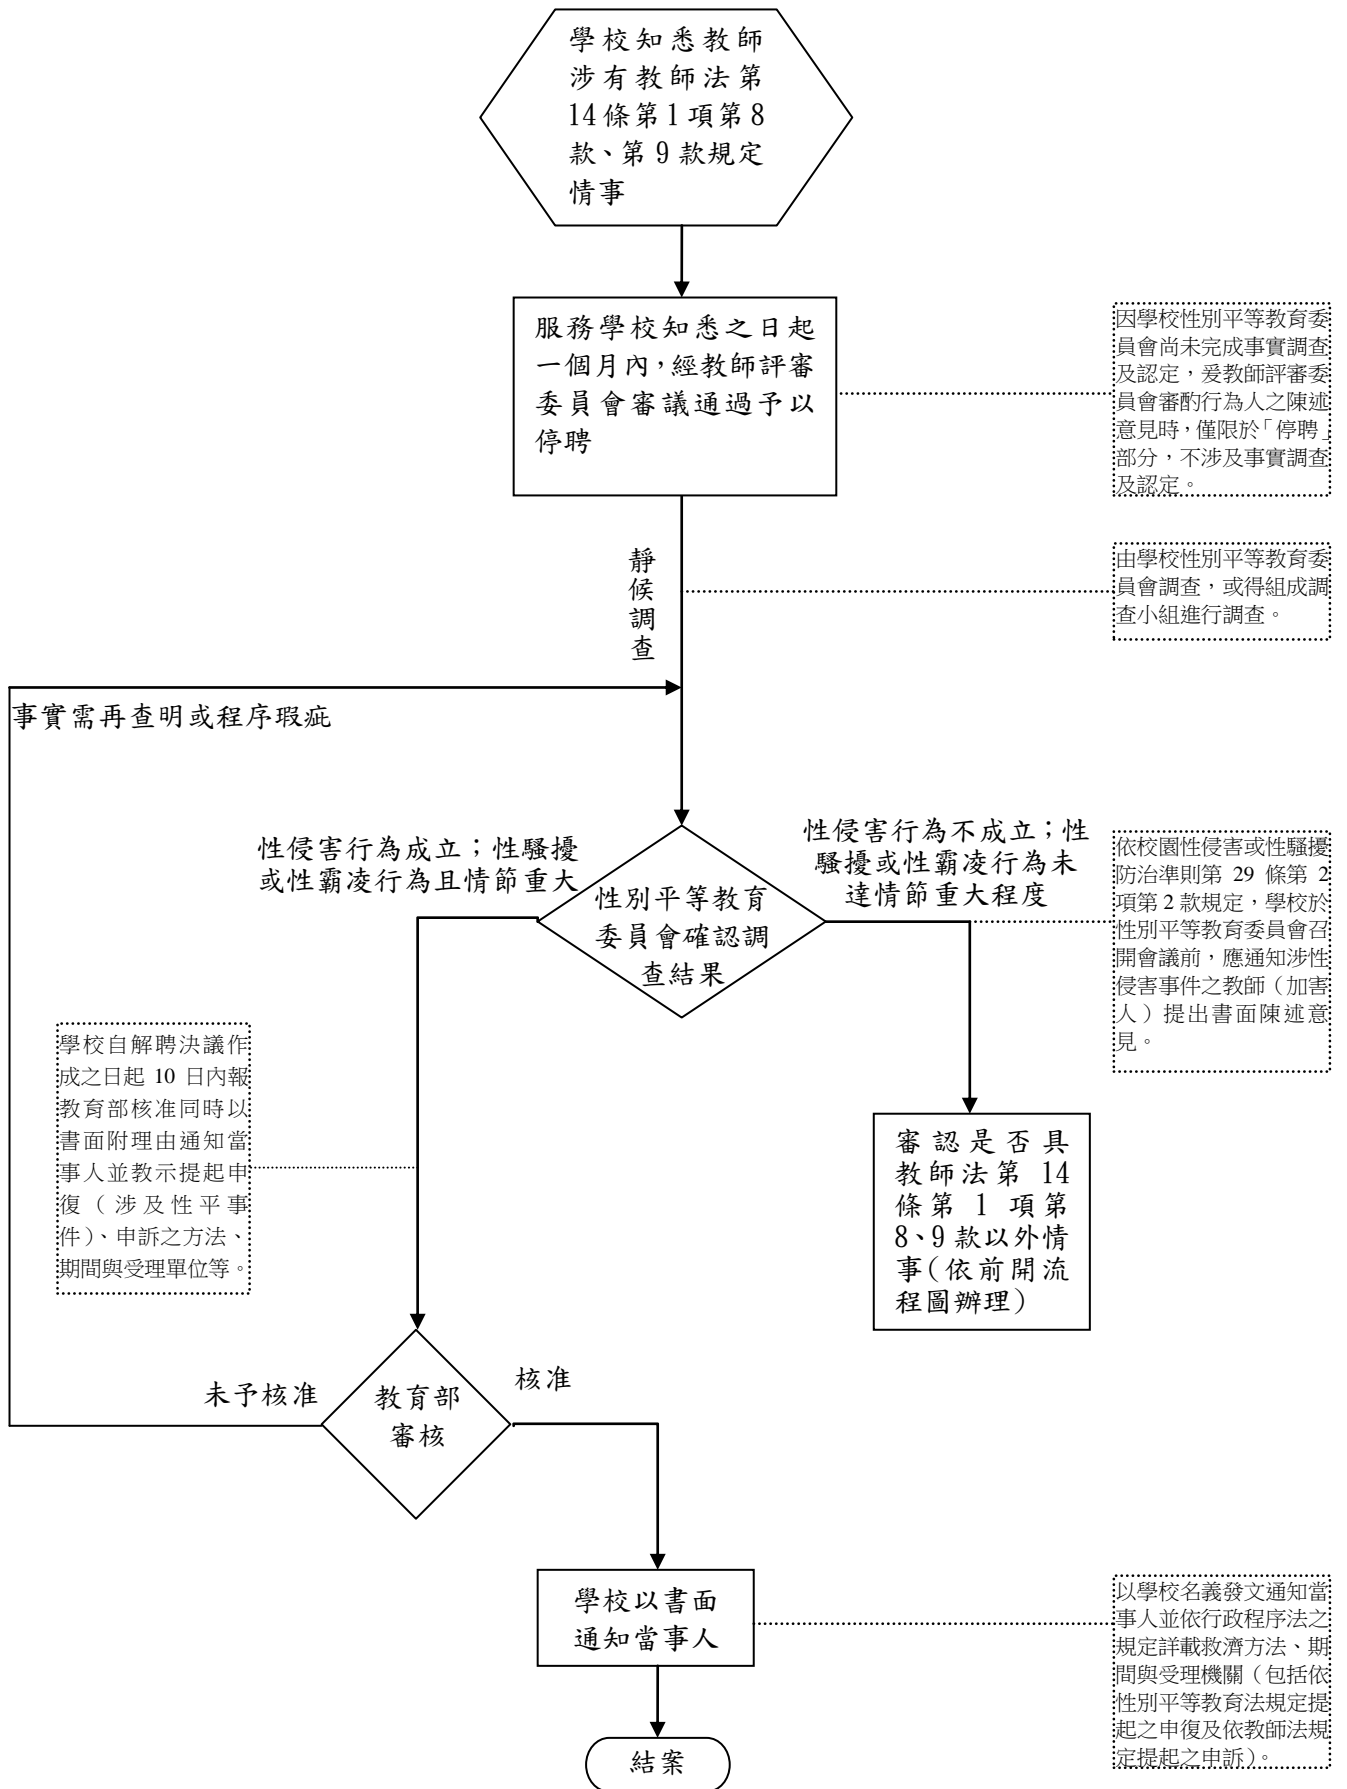 學校知悉教師
涉有教師法第
14條第1項第8
款、第9款規定
情事
服務學校知悉之日起
一個月內,經教師評審
委員會審議通過予以
停聘
因學校性別平等教育委
員會尚未完成事實調查
及認定，爰教師評審委
員會審酌行為人之陳述
意見時，僅限於「停聘」
部分，不涉及事實調查
及認定。
靜
候
調
查
由學校性別平等教育委
員會調查，或得組成調
查小組進行調查。
事實需再查明或程序瑕疵
性侵害行為成立；性騷擾
或性霸凌行為且情節重大
性侵害行為不成立；性
騷擾或性霸凌行為未
達情節重大程度
性別平等教育
委員會確認調
查結果
依校園性侵害或性騷擾
防治準則第 29 條第 2
項第 2 款規定，學校於
性別平等教育委員會召
開會議前，應通知涉性
侵害事件之教師（加害
人）提出書面陳述意
見。
學校自解聘決議作
成之日起 10 日內報
教育部核准同時以
書面附理由通知當
事人並教示提起申
復（涉及性平事
件）、申訴之方法、
期間與受理單位等。
審認是否具
教師法第 14
條第 1 項第
8、9款以外情
事(依前開流
程圖辦理)
未予核准
教育部
審核
核准
學校以書面
通知當事人
以學校名義發文通知當
事人並依行政程序法之
規定詳載救濟方法、期
間與受理機關（包括依
性別平等教育法規定提
起之申復及依教師法規
定提起之申訴）。
結案